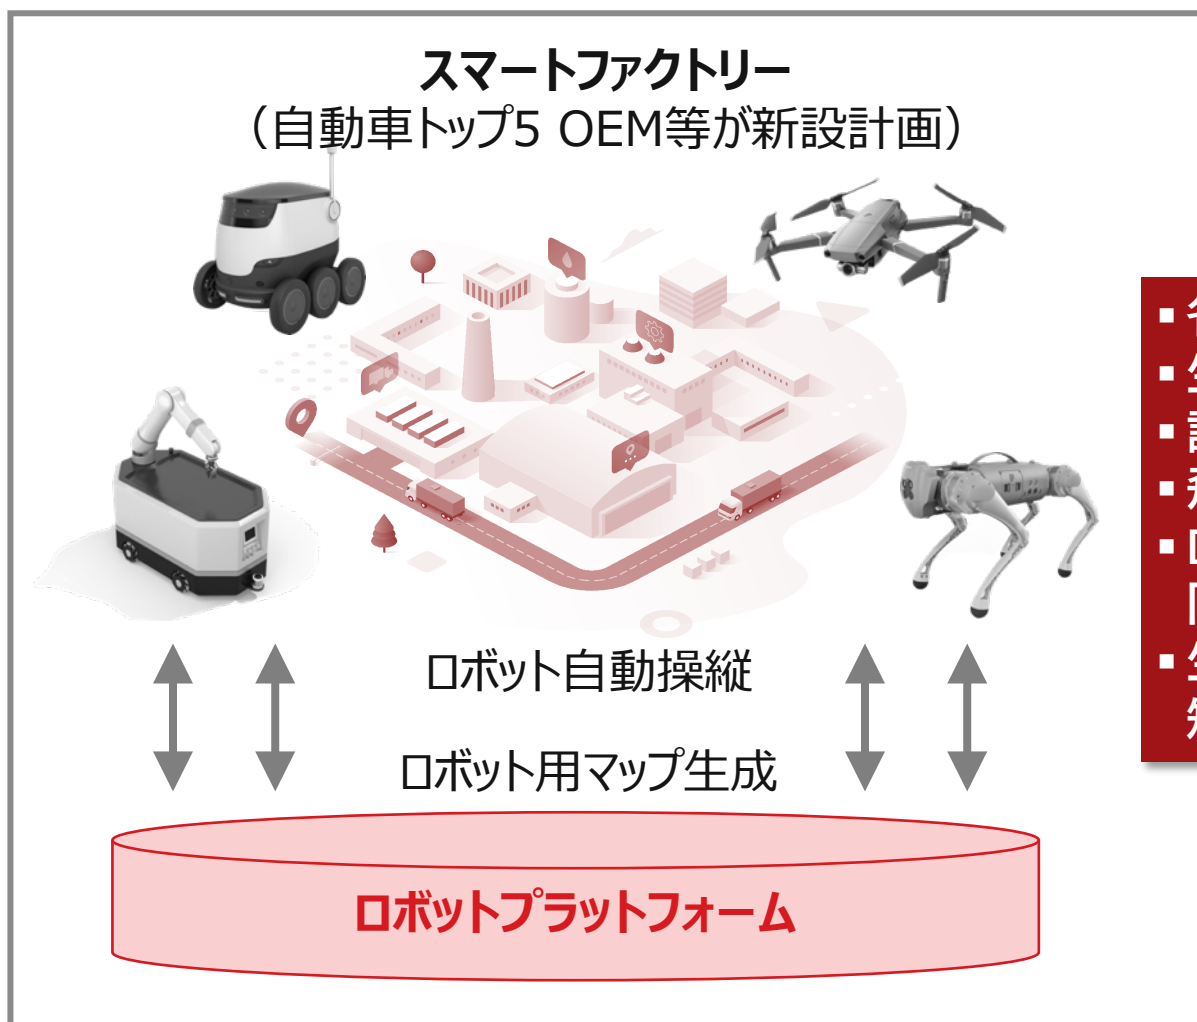 スマートファクトリー
（自動車トップ5 OEM等が新設計画）
ロボット自動操縦
ロボット用マップ生成
ロボットプラットフォーム